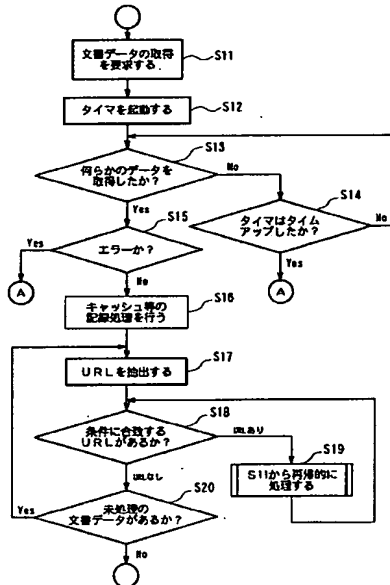 文書データの取得
を要求する
S11
タイマを起動する
S12
S13
何らかのデータを
取得したか?
No
Yes
S14
タイマはタイム
アップしたか?
No
Yes
A
S15
エラーか?
Yes
A
No
S16
キャッシュ等の
記録処理を行う
S17
URLを抽出する
S18
条件に合致する
URLがあるか?
URLあり
URLなし
S19
S11から再帰的に
処理する
S20
未処理の
文書データがあるか?
Yes
No